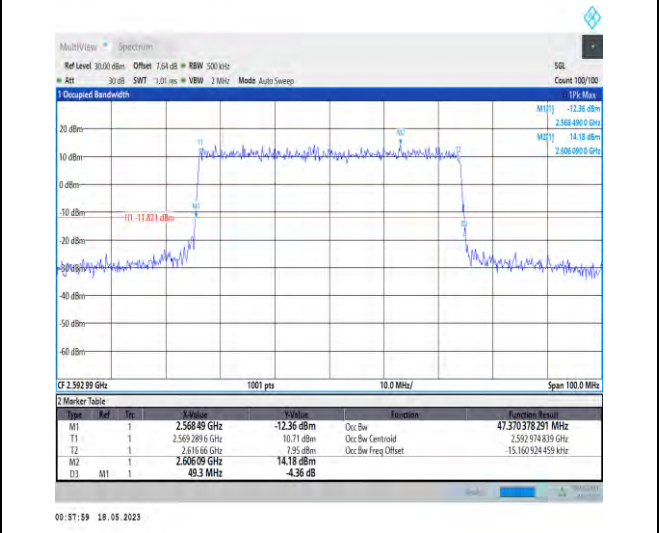 MultiView Spectrum
Ref Level 30.00 dBm Offset 7.64 dB RBW 500 kHz SGL
Att 30 dB SWT 1.01 ms VBW 2 MHz Mode Auto Sweep Count 100/100
1 Occupied Bandwidth 1Pk Max
M1[1] -12.36 dBm
2.568 490 0 GHz
20 dBm
M2[1] 14.18 dBm
2.606 090 0 GHz
T1 M2 T2
10 dBm
0 dBm
M1
-10 dBm
H1 -11.821 dBm
D3
-20 dBm
-30 dBm
-40 dBm
-50 dBm
-60 dBm
CF 2.592 99 GHz 1001 pts 10.0 MHz/ Span 100.0 MHz
2 Marker Table
Type Ref Trc X-Value Y-Value Function Function Result
M1 1 2.568 49 GHz -12.36 dBm Occ Bw 47.370 378 291 MHz
T1 1 2.569 289 6 GHz 10.71 dBm Occ Bw Centroid 2.592 974 839 GHz
T2 1 2.616 66 GHz 7.95 dBm Occ Bw Freq Offset -15.160 924 459 kHz
M2 1 2.606 09 GHz 14.18 dBm
D3 M1 1 49.3 MHz -4.36 dB
00:57:59 18.05.2023